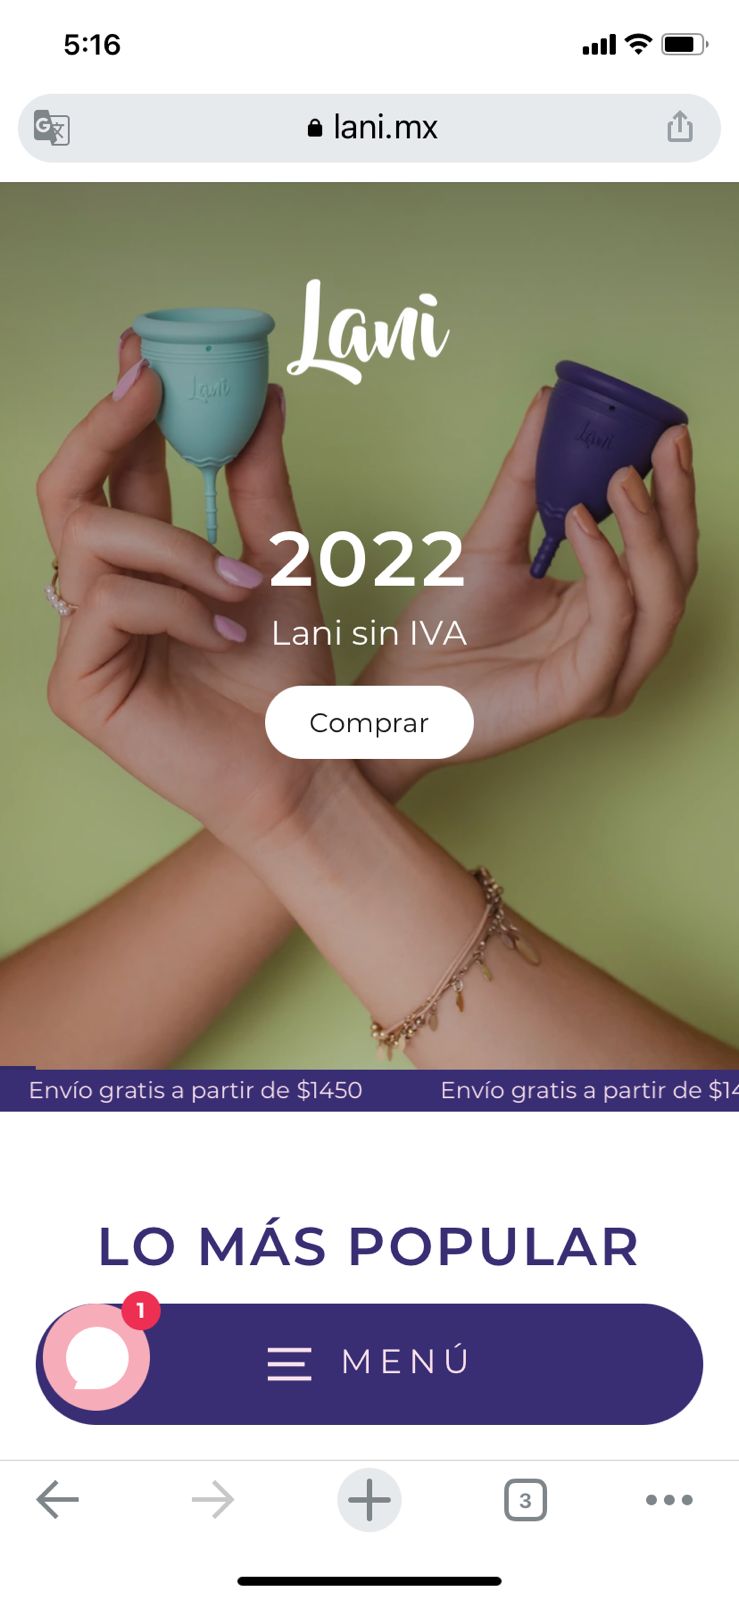 5:16
lani.mx
Lani
Lani
Lani
2022
Lani sin IVA
Comprar
Envío gratis a partir de $1450
Envío gratis a partir de $14
LO MÁS POPULAR
1
MENÚ
3